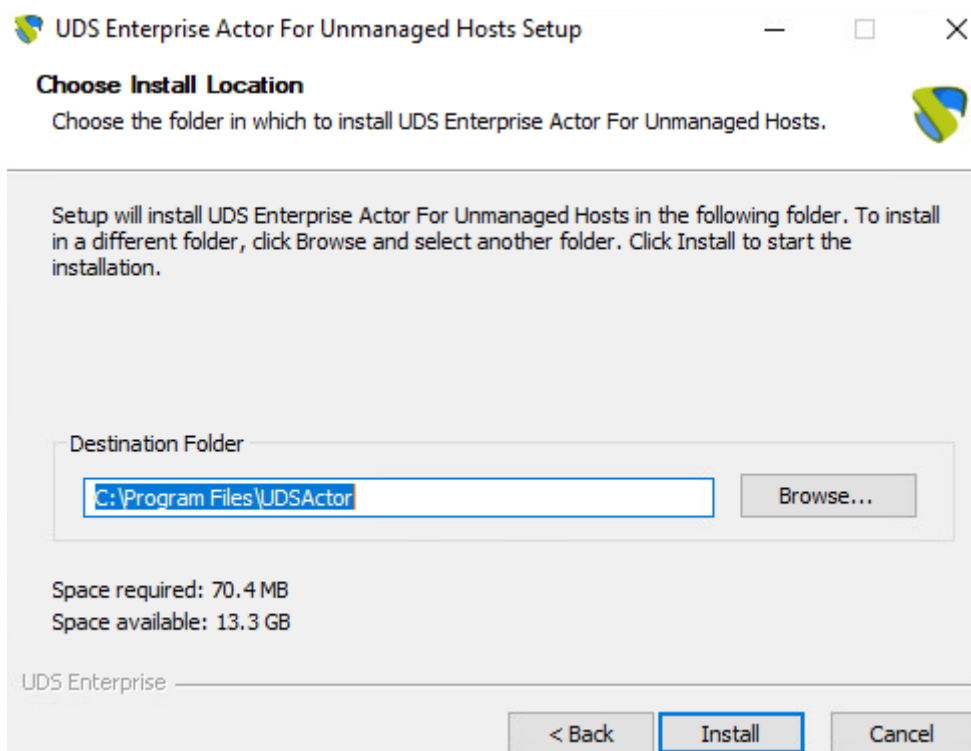 UDS Enterprise Actor For Unmanaged Hosts Setup
Choose Install Location
Choose the folder in which to install UDS Enterprise Actor For Unmanaged Hosts.
Setup will install UDS Enterprise Actor For Unmanaged Hosts in the following folder. To install
in a different folder, click Browse and select another folder. Click Install to start the
installation.
Destination Folder
C:\Program Files\UDSActor
Browse...
Space required: 70.4 MB
Space available: 13.3 GB
UDS Enterprise
< Back
Install
Cancel